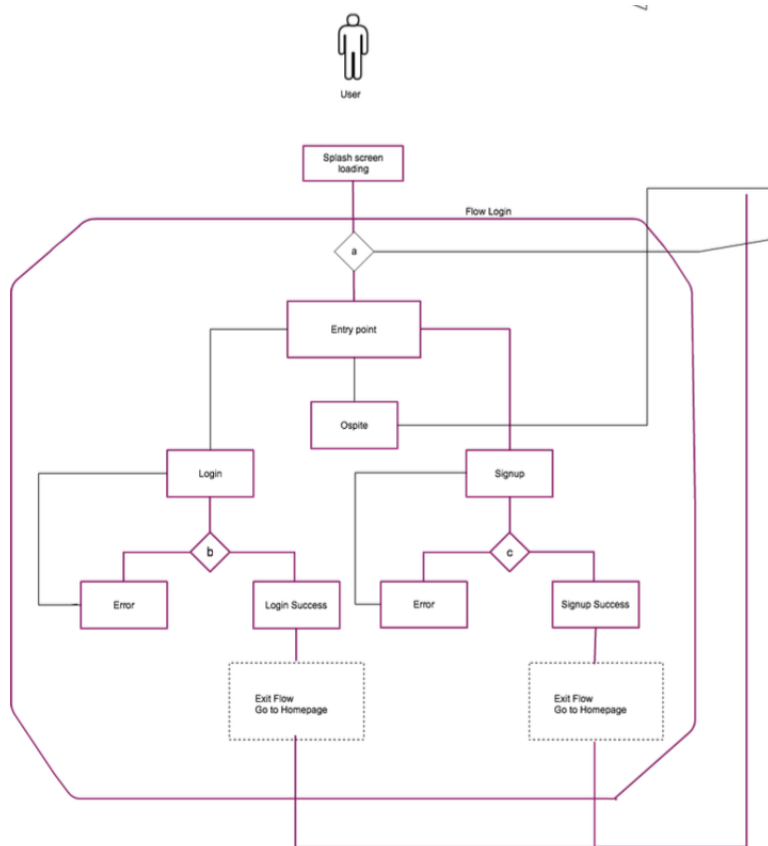 User
Splash screen
loading
Flow Login
a
Entry point
Ospite
Login
Signup
b
c
Error
Login Success
Error
Signup Success
Exit Flow
Go to Homepage
Exit Flow
Go to Homepage